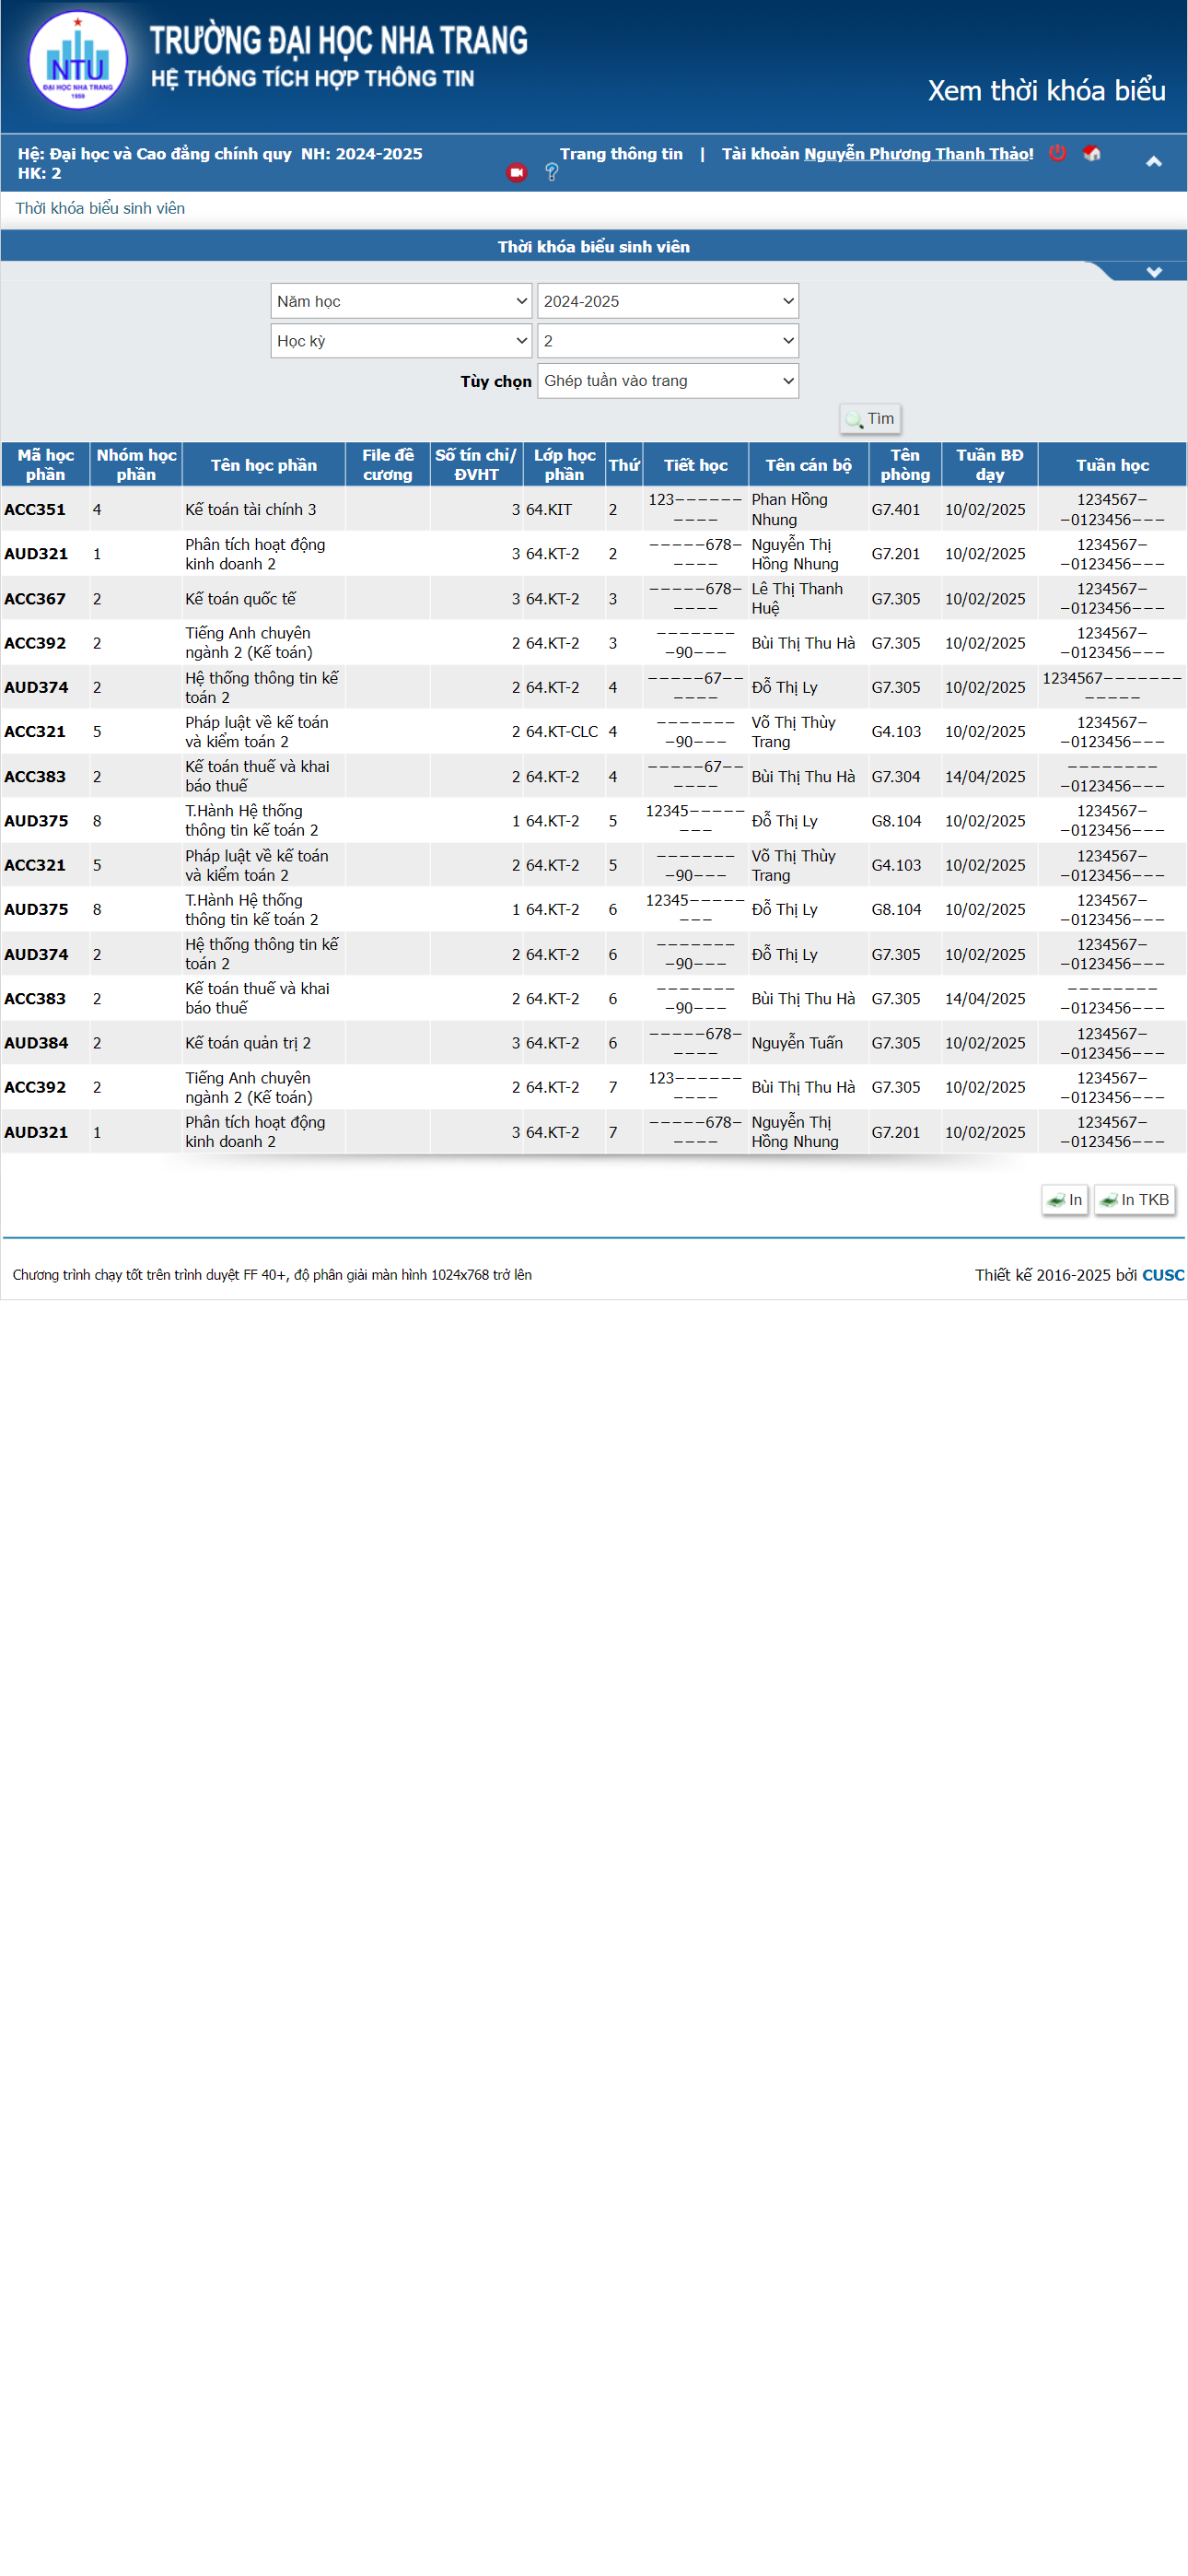 TRƯỜNG ĐẠI HỌC NHA TRANG
HỆ THỐNG TÍCH HỢP THÔNG TIN
NTU
ĐẠI HỌC NHA TRANG
1959
Xem thời khóa biểu
Hệ: Đại học và Cao đẳng chính quy NH: 2024-2025
HK: 2
Trang thông tin | Tài khoản Nguyễn Phương Thanh Thảo!
Thời khóa biểu sinh viên
Thời khóa biểu sinh viên
Năm học 2024-2025
Học kỳ 2
Tùy chọn Ghép tuần vào trang
Tìm
Mã học phần Nhóm học phần Tên học phần File đề cương Số tín chỉ/ ĐVHT Lớp học phần Thứ Tiết học Tên cán bộ Tên phòng Tuần BĐ dạy Tuần học
ACC351 4 Kế toán tài chính 3 3 64.KIT 2 123−−−−−−−−−− Phan Hồng Nhung G7.401 10/02/2025 1234567−−0123456−−−
AUD321 1 Phân tích hoạt động kinh doanh 2 3 64.KT-2 2 −−−−−678−−−−− Nguyễn Thị Hồng Nhung G7.201 10/02/2025 1234567−−0123456−−−
ACC367 2 Kế toán quốc tế 3 64.KT-2 3 −−−−−678−−−−− Lê Thị Thanh Huệ G7.305 10/02/2025 1234567−−0123456−−−
ACC392 2 Tiếng Anh chuyên ngành 2 (Kế toán) 2 64.KT-2 3 −−−−−−−−90−−− Bùi Thị Thu Hà G7.305 10/02/2025 1234567−−0123456−−−
AUD374 2 Hệ thống thông tin kế toán 2 2 64.KT-2 4 −−−−−67−−−−−− Đỗ Thị Ly G7.305 10/02/2025 1234567−−−−−−−−−−−−
ACC321 5 Pháp luật về kế toán và kiểm toán 2 2 64.KT-CLC 4 −−−−−−−−90−−− Võ Thị Thùy Trang G4.103 10/02/2025 1234567−−0123456−−−
ACC383 2 Kế toán thuế và khai báo thuế 2 64.KT-2 4 −−−−−67−−−−−− Bùi Thị Thu Hà G7.304 14/04/2025 −−−−−−−−−0123456−−−
AUD375 8 T.Hành Hệ thống thông tin kế toán 2 1 64.KT-2 5 12345−−−−−−−− Đỗ Thị Ly G8.104 10/02/2025 1234567−−0123456−−−
ACC321 5 Pháp luật về kế toán và kiểm toán 2 2 64.KT-2 5 −−−−−−−−90−−− Võ Thị Thùy Trang G4.103 10/02/2025 1234567−−0123456−−−
AUD375 8 T.Hành Hệ thống thông tin kế toán 2 1 64.KT-2 6 12345−−−−−−−− Đỗ Thị Ly G8.104 10/02/2025 1234567−−0123456−−−
AUD374 2 Hệ thống thông tin kế toán 2 2 64.KT-2 6 −−−−−−−−90−−− Đỗ Thị Ly G7.305 10/02/2025 1234567−−0123456−−−
ACC383 2 Kế toán thuế và khai báo thuế 2 64.KT-2 6 −−−−−−−−90−−− Bùi Thị Thu Hà G7.305 14/04/2025 −−−−−−−−−0123456−−−
AUD384 2 Kế toán quản trị 2 3 64.KT-2 6 −−−−−678−−−−− Nguyễn Tuấn G7.305 10/02/2025 1234567−−0123456−−−
ACC392 2 Tiếng Anh chuyên ngành 2 (Kế toán) 2 64.KT-2 7 123−−−−−−−−−− Bùi Thị Thu Hà G7.305 10/02/2025 1234567−−0123456−−−
AUD321 1 Phân tích hoạt động kinh doanh 2 3 64.KT-2 7 −−−−−678−−−−− Nguyễn Thị Hồng Nhung G7.201 10/02/2025 1234567−−0123456−−−
In In TKB
Chương trình chạy tốt trên trình duyệt FF 40+, độ phân giải màn hình 1024x768 trở lên
Thiết kế 2016-2025 bởi CUSC